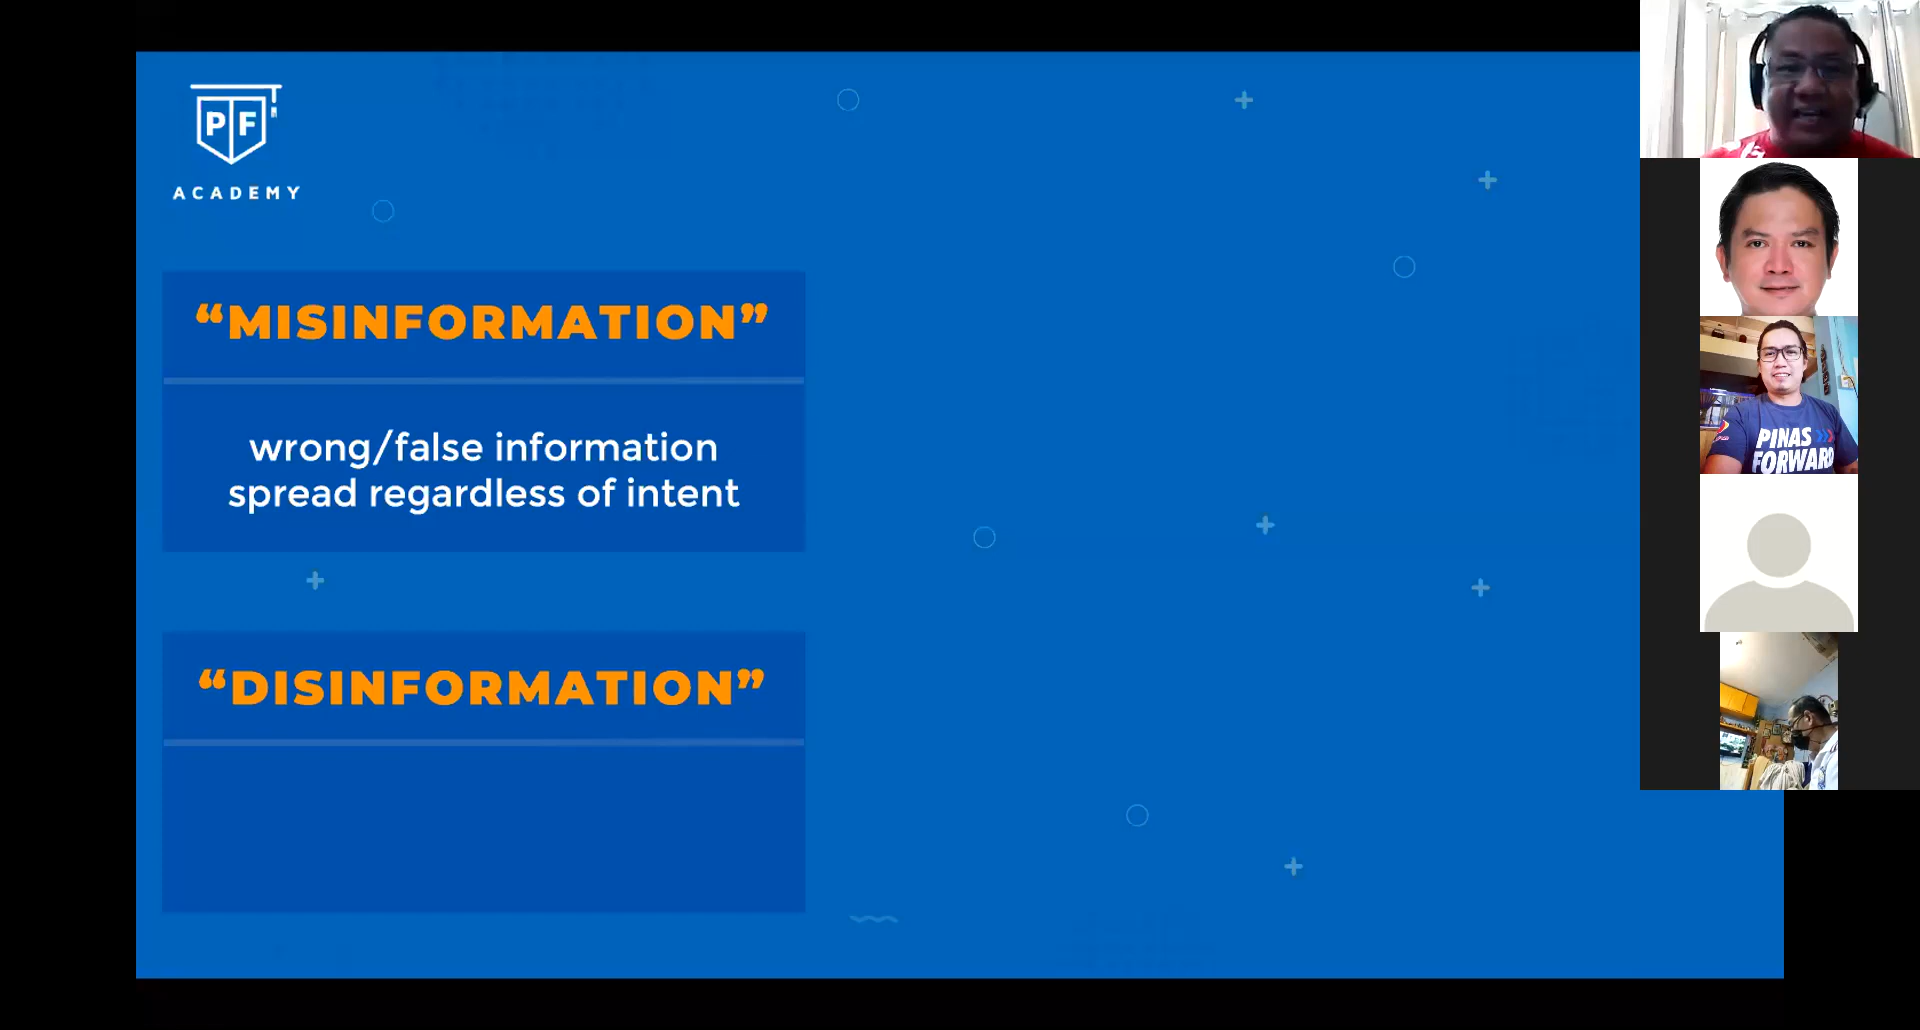 PF
ACADEMY
“MISINFORMATION”
wrong/false information
spread regardless of intent
“DISINFORMATION”
PINAS
FORWARD